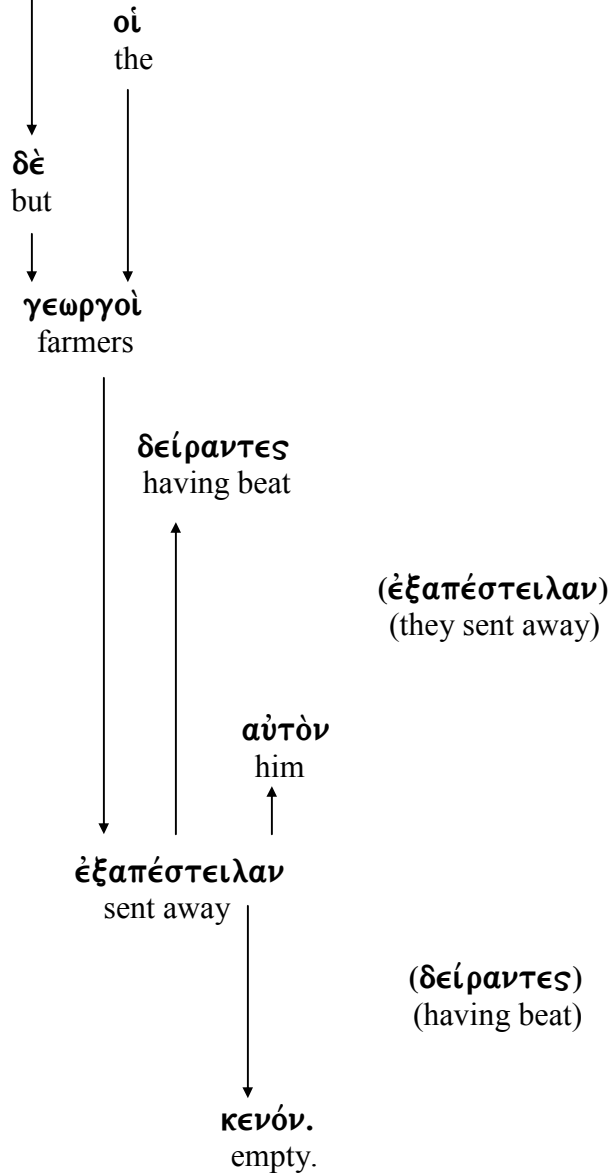 οἱ
the
δὲ
but
γεωργοὶ
farmers
δείραντες
having beat
(ἐξαπέστειλαν)
(they sent away)
αὐτὸν
him
ἐξαπέστειλαν
sent away
(δείραντες)
(having beat)
κενόν.
empty.